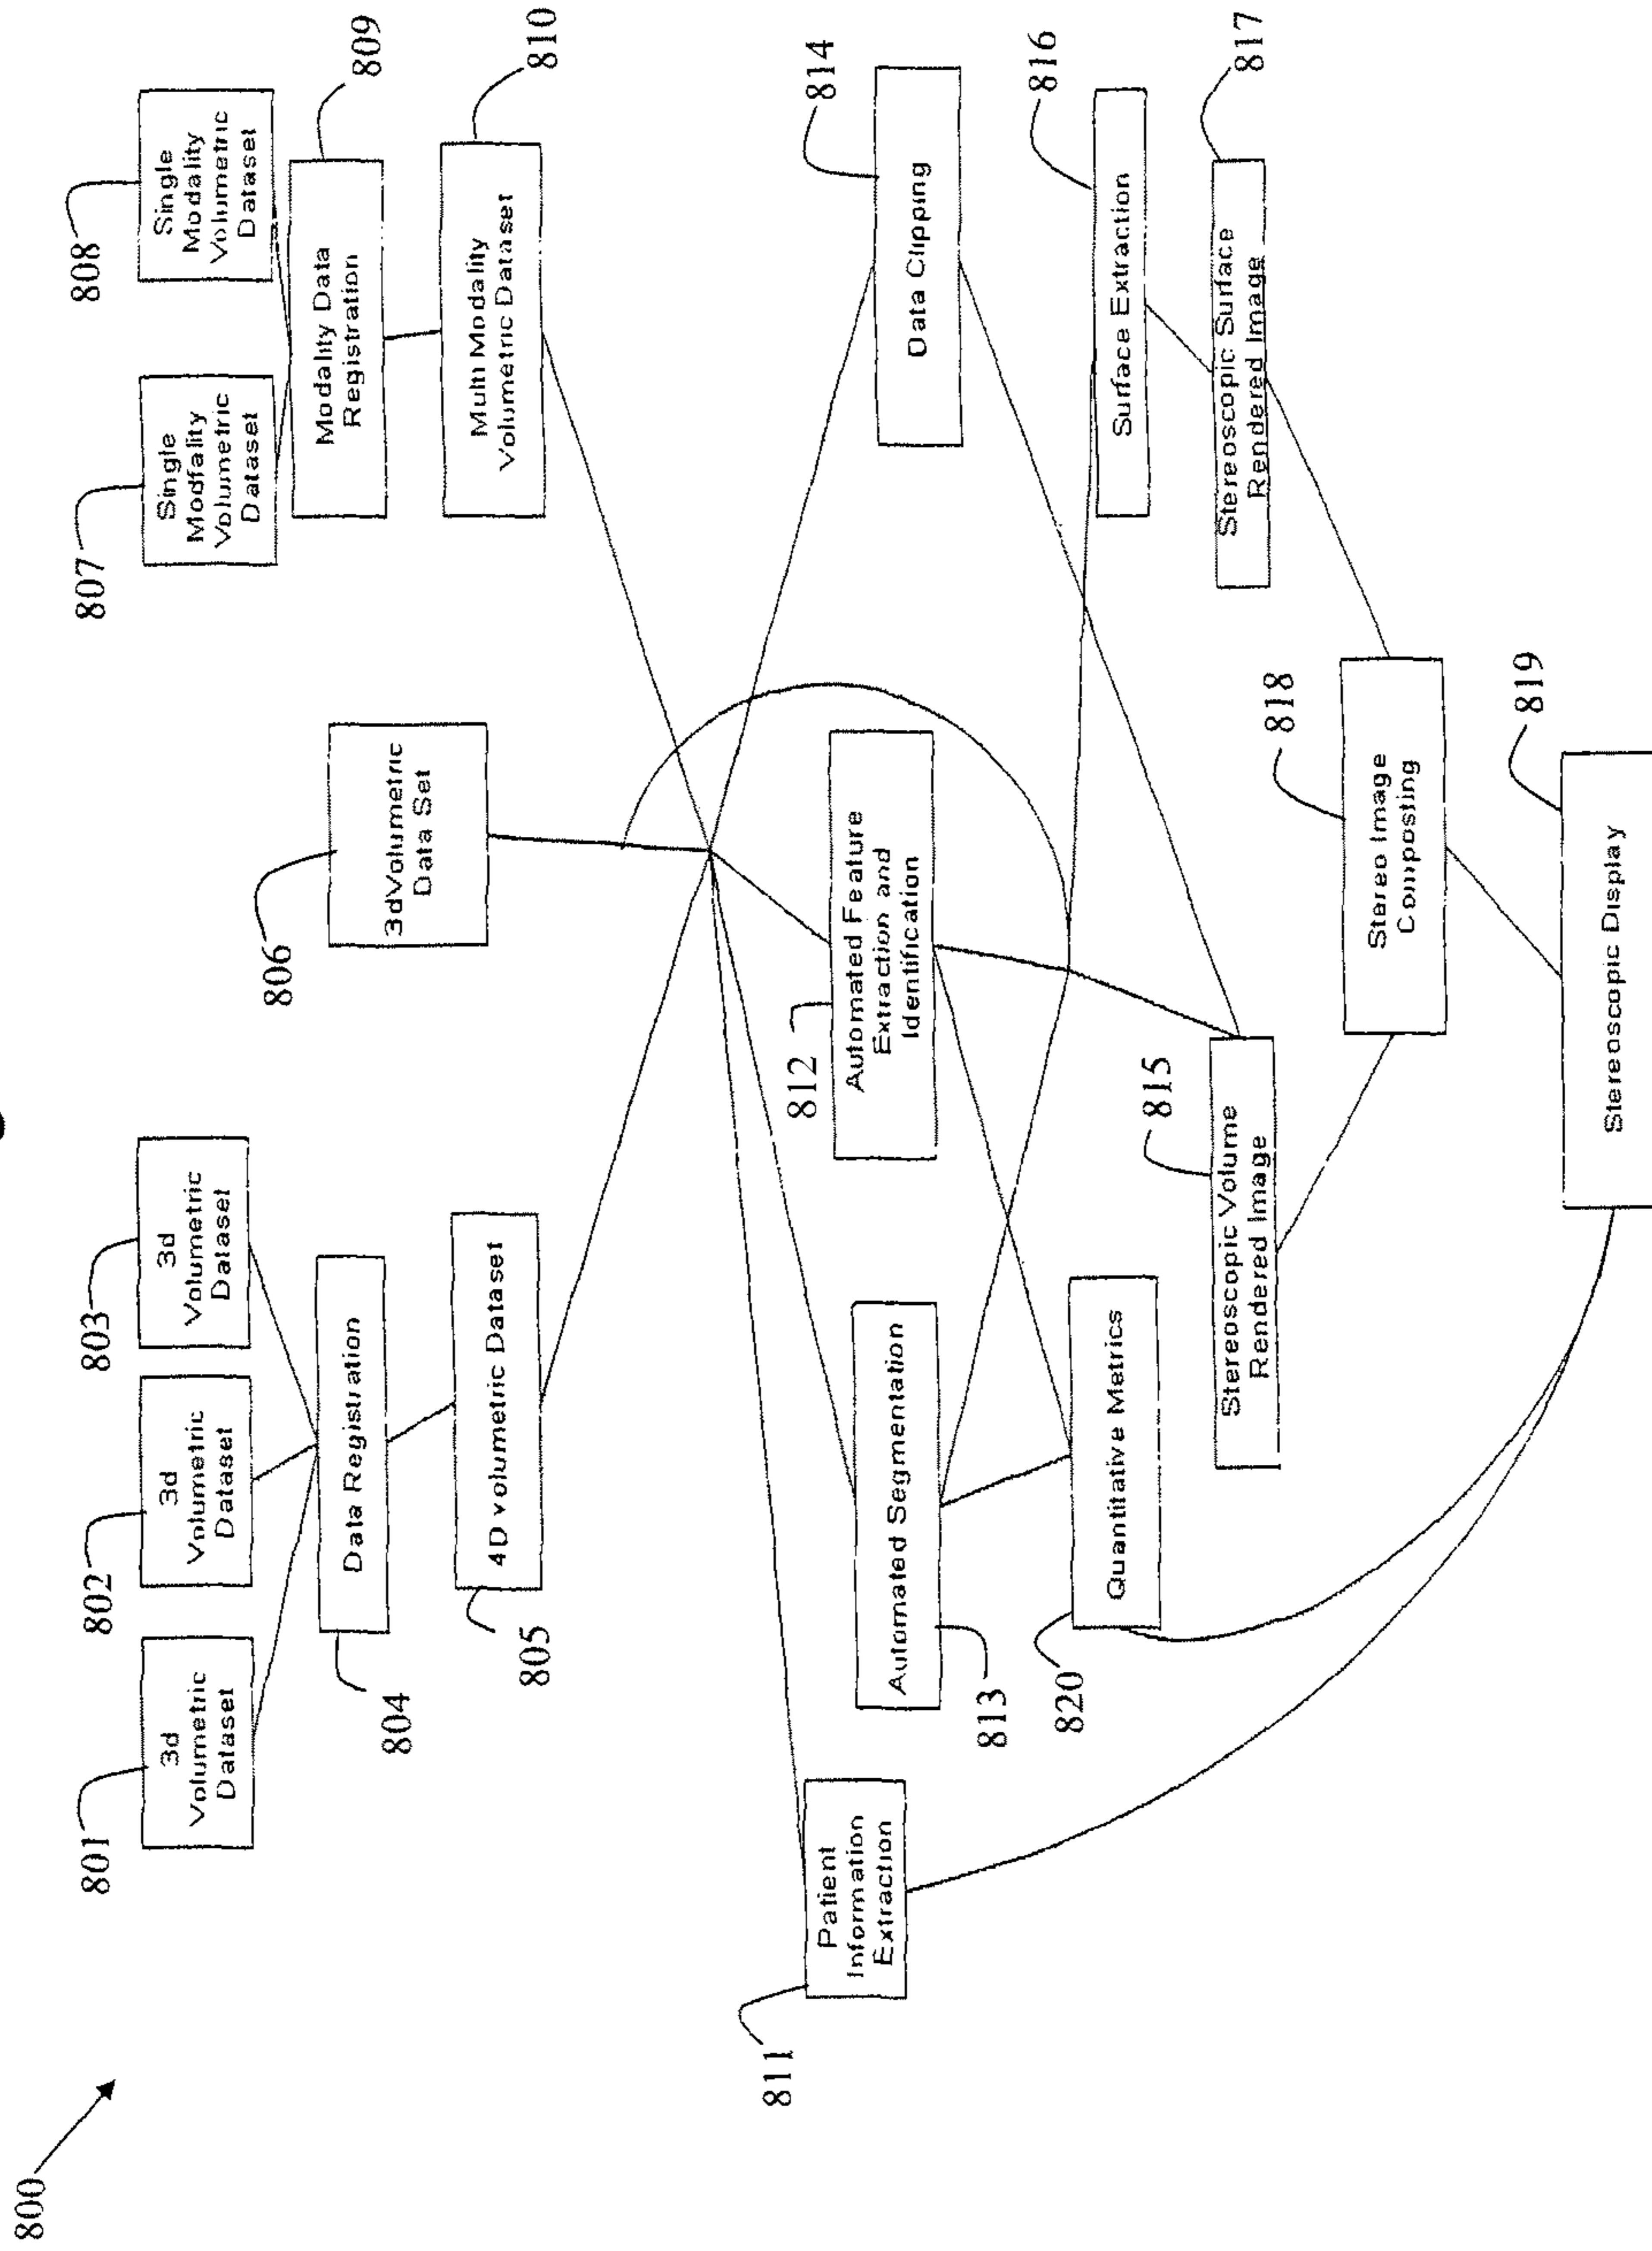 800
801
3d
Volumetric
Dataset
802
3d
Volumetric
Dataset
803
3d
Volumetric
Dataset
804
Data Registration
805
4D volumetric Dataset
806
3dVolumetric
Data Set
807
Single
Modfality
Volumetric
Dataset
808
Single
Modality
Volumetric
Dataset
809
Modality Data
Registration
810
Multi Modality
Volumetric Dataset
811
Patient
Information
Extraction
812
Automated Feature
Extraction and
Identification
813
Automated Segmentation
814
Data Clipping
820
Quantitative Metrics
815
Stereoscopic Volume
Rendered Image
816
Surface Extraction
817
Stereoscopic Surface
Rendered Image
818
Stereo Image
Composting
819
Stereoscopic Display